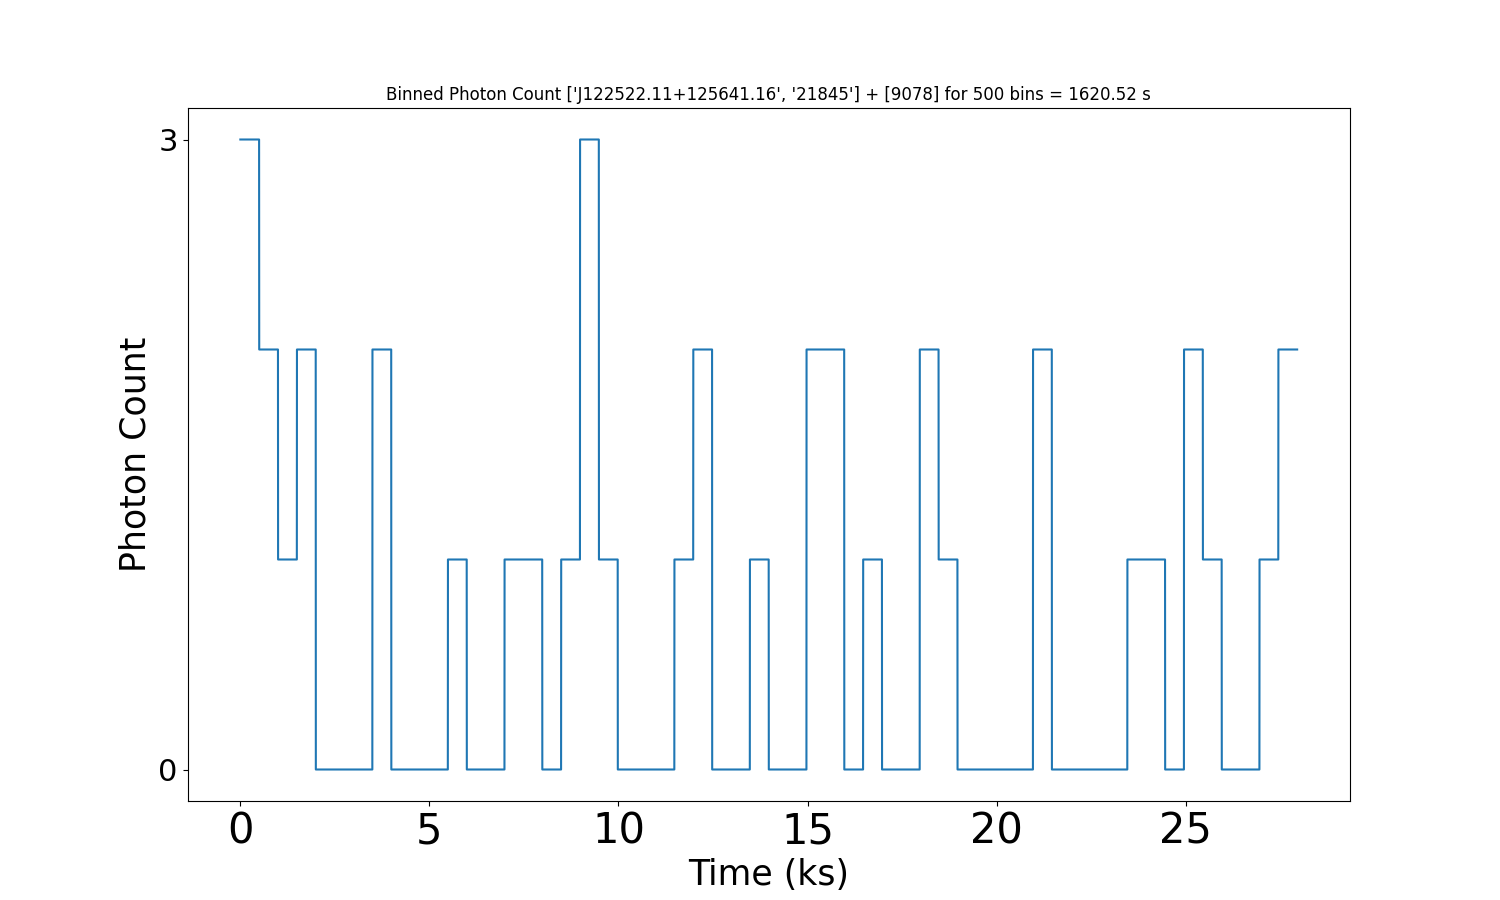 Binned Photon Count ['J122522.11+125641.16', '21845'] + [9078] for 500 bins = 1620.52 s
3
Photon Count
0
0 5 10 15 20 25
Time (ks)